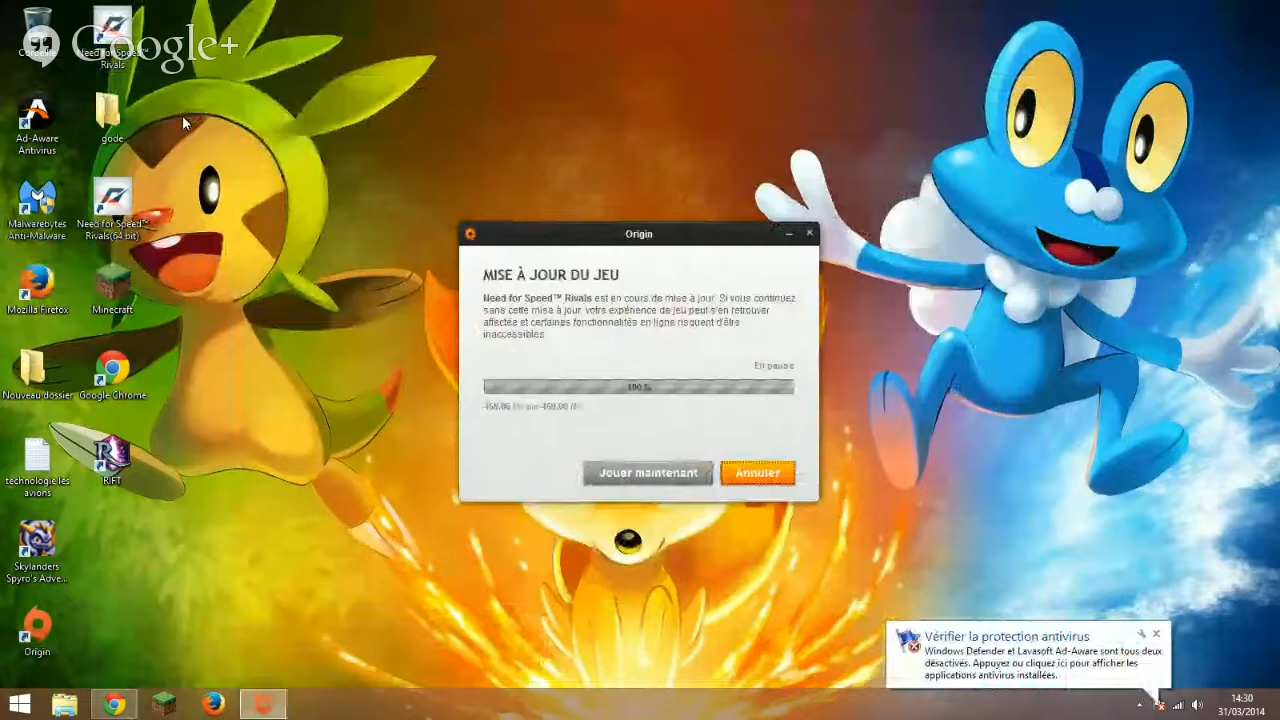 Google+
Corbeille
Need for Speed™
Rivals
Ad-Aware
Antivirus
gode
Malwarebytes
Anti-Malware
Need for Speed™
Rivals(64 bit)
Mozilla Firefox
Minecraft
Nouveau dossier
Google Chrome
technologie les
avions
RIFT
Skylanders
Spyro's Adve...
Origin
Origin
MISE À JOUR DU JEU
Need for Speed™ Rivals est en cours de mise à jour. Si vous continuez
sans cette mise à jour votre expérience de jeu peut s'en retrouver
affectée et certaines fonctionnalités en ligne risquent d'être
inaccessibles.
En pause
100 %
Jouer maintenant
Annuler
Vérifier la protection antivirus
Windows Defender et Lavasoft Ad-Aware sont tous deux
désactivés. Appuyez ou cliquez ici pour afficher les
applications antivirus installées.
14:30
31/03/2014